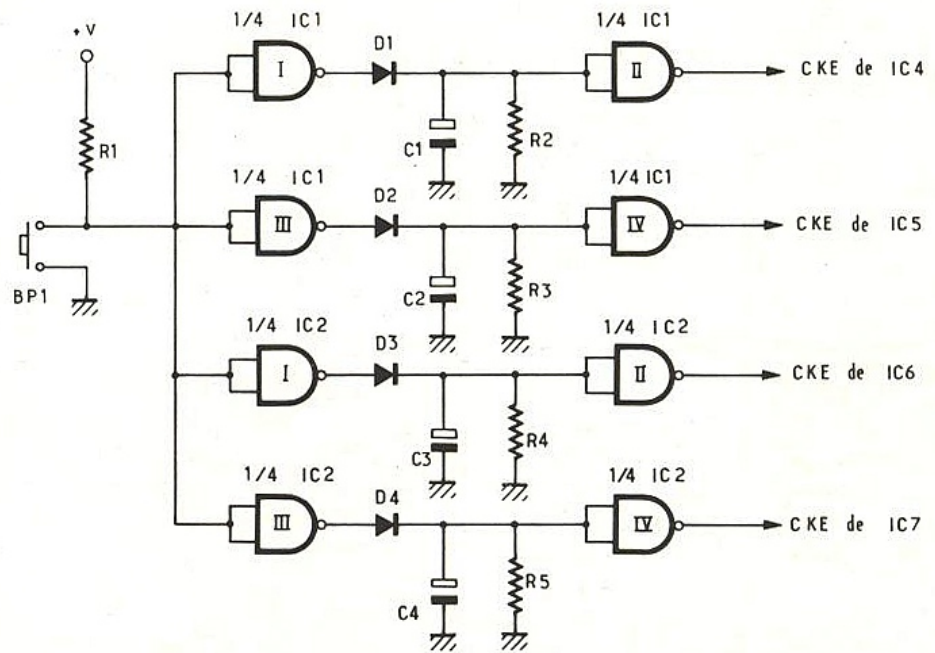 1/4 IC1
1/4 IC1
+V
D1
I
II
CKE de IC4
R1
C1
R2
1/4 IC1
1/4 IC1
D2
III
IV
CKE de IC5
BP1
C2
R3
1/4 IC2
D3
1/4 IC2
I
II
CKE de IC6
C3
R4
1/4 IC2
1/4 IC2
D4
III
IV
CKE de IC7
C4
R5